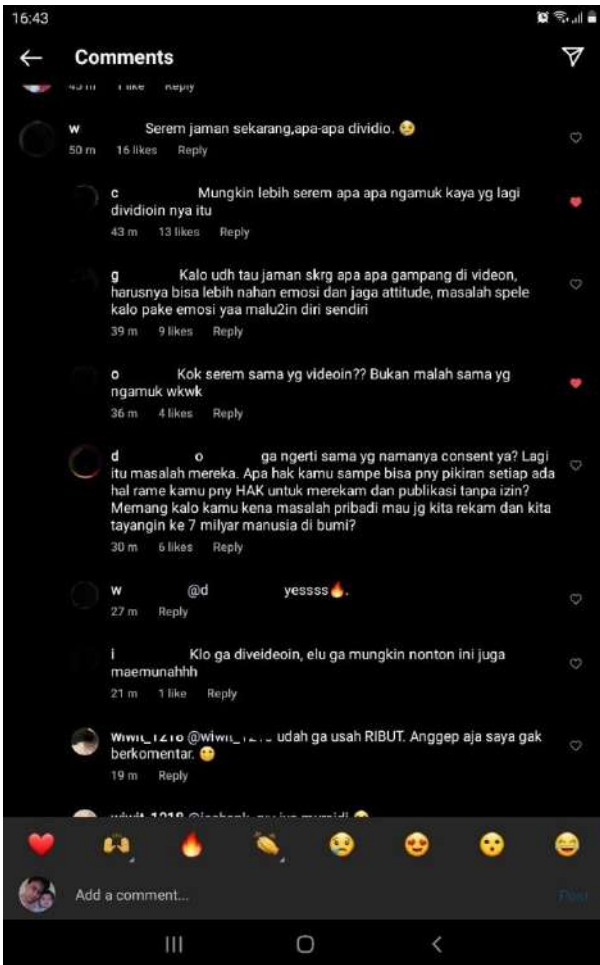 16:43
Comments
1 like Reply
w Serem jaman sekarang,apa-apa dividio. 🥺
50 m 16 likes Reply
c Mungkin lebih serem apa apa ngamuk kaya yg lagi
dividioin nya itu
43 m 13 likes Reply
g Kalo udh tau jaman skrg apa apa gampang di videon,
harusnya bisa lebih nahan emosi dan jaga attitude, masalah spele
kalo pake emosi yaa malu2in diri sendiri
39 m 9 likes Reply
o Kok serem sama yg videoin?? Bukan malah sama yg
ngamuk wkwk
36 m 4 likes Reply
d o ga ngerti sama yg namanya consent ya? Lagi
itu masalah mereka. Apa hak kamu sampe bisa pny pikiran setiap ada
hal rame kamu pny HAK untuk merekam dan publikasi tanpa izin?
Memang kalo kamu kena masalah pribadi mau jg kita rekam dan kita
tayangin ke 7 milyar manusia di bumi?
30 m 6 likes Reply
w @d yessss🔥.
27 m Reply
i Klo ga diveideoin, elu ga mungkin nonton ini juga
maemunahhh
21 m 1 like Reply
udah ga usah RIBUT. Anggep aja saya gak
berkomentar. 😶
19 m Reply
Add a comment...
Post